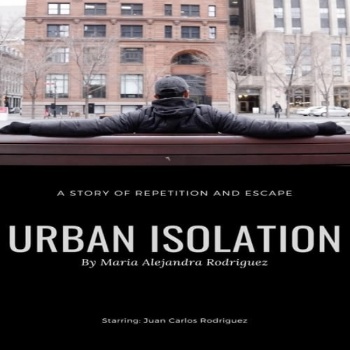 A STORY OF REPETITION AND ESCAPE
URBAN ISOLATION
By Maria Alejandra Rodriguez
Starring: Juan Carlos Rodriguez